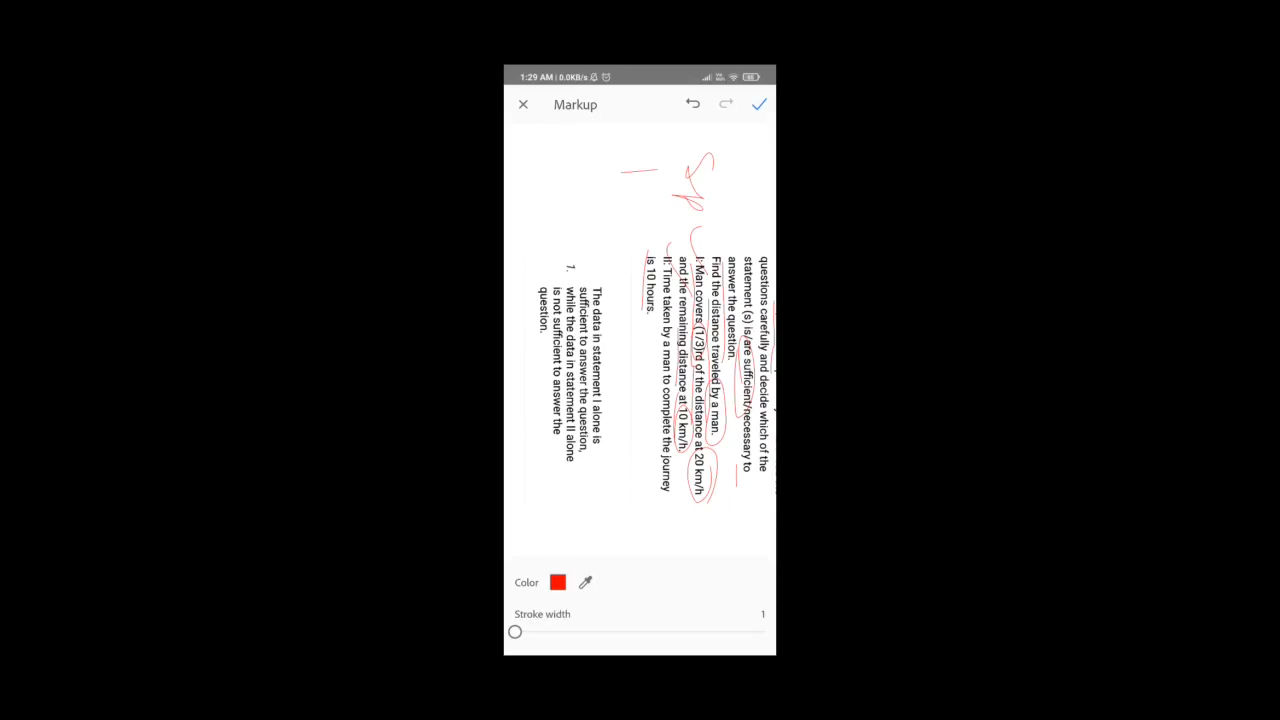 1:29 AM | 0.0KB/s
Markup
questions carefully and decide which of the
statement (s) is/are sufficient/necessary to
answer the question.
Find the distance traveled by a man.
I: Man covers (1/3)rd of the distance at 20 km/h
and the remaining distance at 10 km/h.
II: Time taken by a man to complete the journey
is 10 hours.
1. The data in statement I alone is
sufficient to answer the question,
while the data in statement II alone
is not sufficient to answer the
question.
Color
Stroke width 1